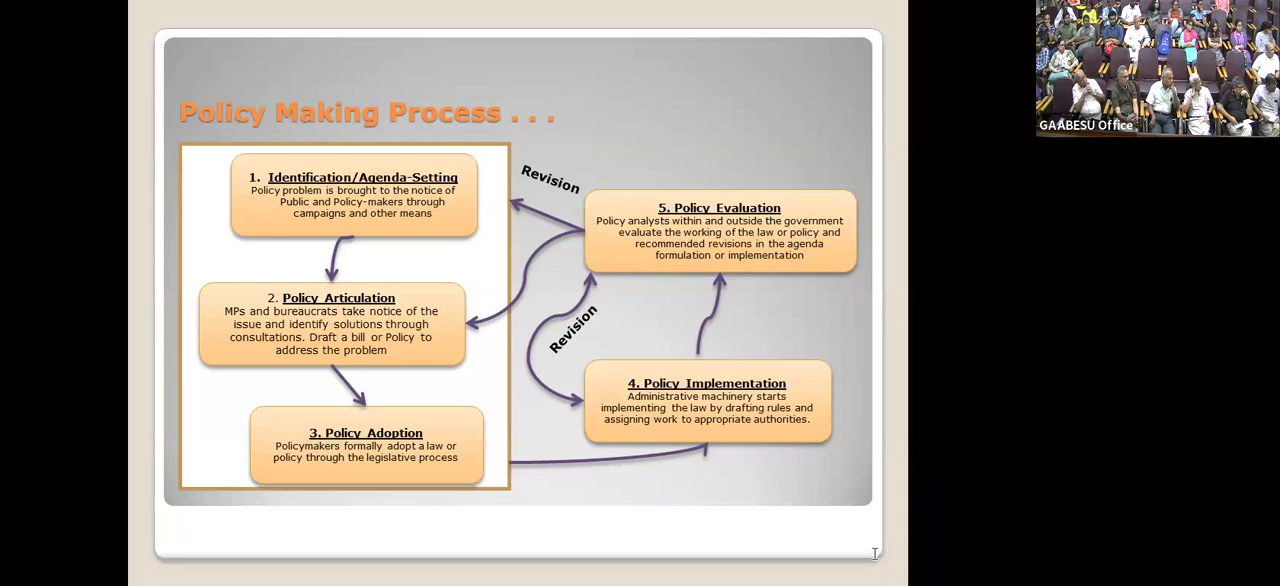 Policy Making Process . . .
1. Identification/Agenda-Setting
Policy problem is brought to the notice of
Public and Policy-makers through
campaigns and other means
2. Policy Articulation
MPs and bureaucrats take notice of the
issue and identify solutions through
consultations. Draft a bill or Policy to
address the problem
3. Policy Adoption
Policymakers formally adopt a law or
policy through the legislative process
Revision
5. Policy Evaluation
Policy analysts within and outside the government
evaluate the working of the law or policy and
recommended revisions in the agenda
formulation or implementation
Revision
4. Policy Implementation
Administrative machinery starts
implementing the law by drafting rules and
assigning work to appropriate authorities.
GAABESU Office